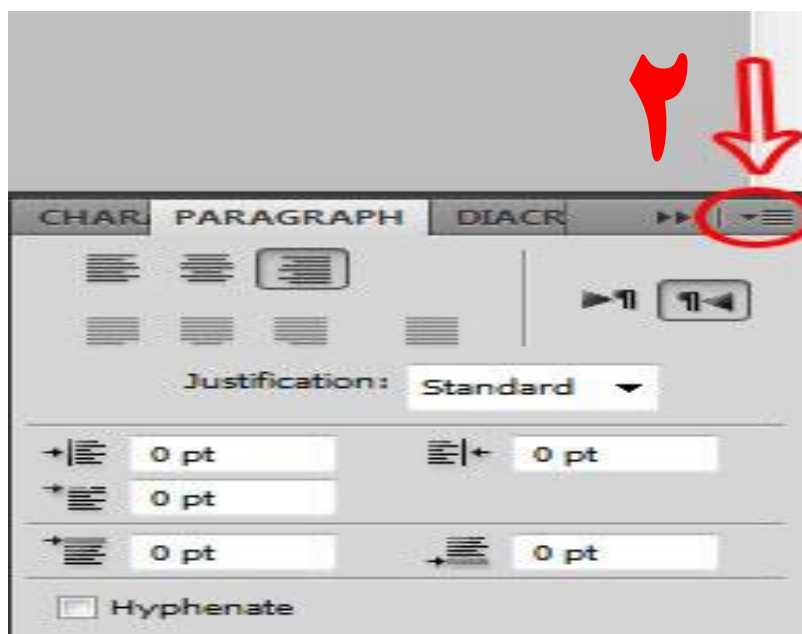 ٢
CHAR PARAGRAPH DIACR
Justification: Standard
0 pt 0 pt
0 pt
0 pt 0 pt
Hyphenate